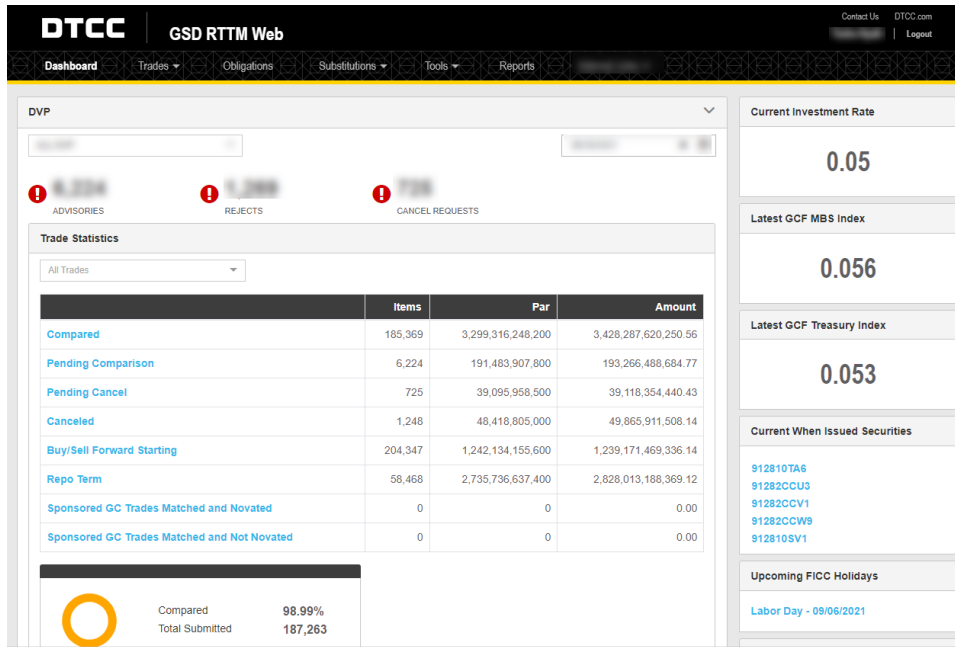 DTCC
GSD RTTM Web
Contact Us DTCC.com
Logout
Dashboard Trades Obligations Substitutions Tools Reports
DVP
ADVISORIES REJECTS CANCEL REQUESTS
Trade Statistics
All Trades
Items Par Amount
Compared 185,369 3,299,316,248,200 3,428,287,620,250.56
Pending Comparison 6,224 191,483,907,800 193,266,488,684.77
Pending Cancel 725 39,095,958,500 39,118,354,440.43
Canceled 1,248 48,418,805,000 49,865,911,508.14
Buy/Sell Forward Starting 204,347 1,242,134,155,600 1,239,171,469,336.14
Repo Term 58,468 2,735,736,637,400 2,828,013,188,369.12
Sponsored GC Trades Matched and Novated 0 0 0.00
Sponsored GC Trades Matched and Not Novated 0 0 0.00
Compared 98.99%
Total Submitted 187,263
Current Investment Rate
0.05
Latest GCF MBS Index
0.056
Latest GCF Treasury Index
0.053
Current When Issued Securities
912810TA6
91282CCU3
91282CCV1
91282CCW9
912810SV1
Upcoming FICC Holidays
Labor Day - 09/06/2021